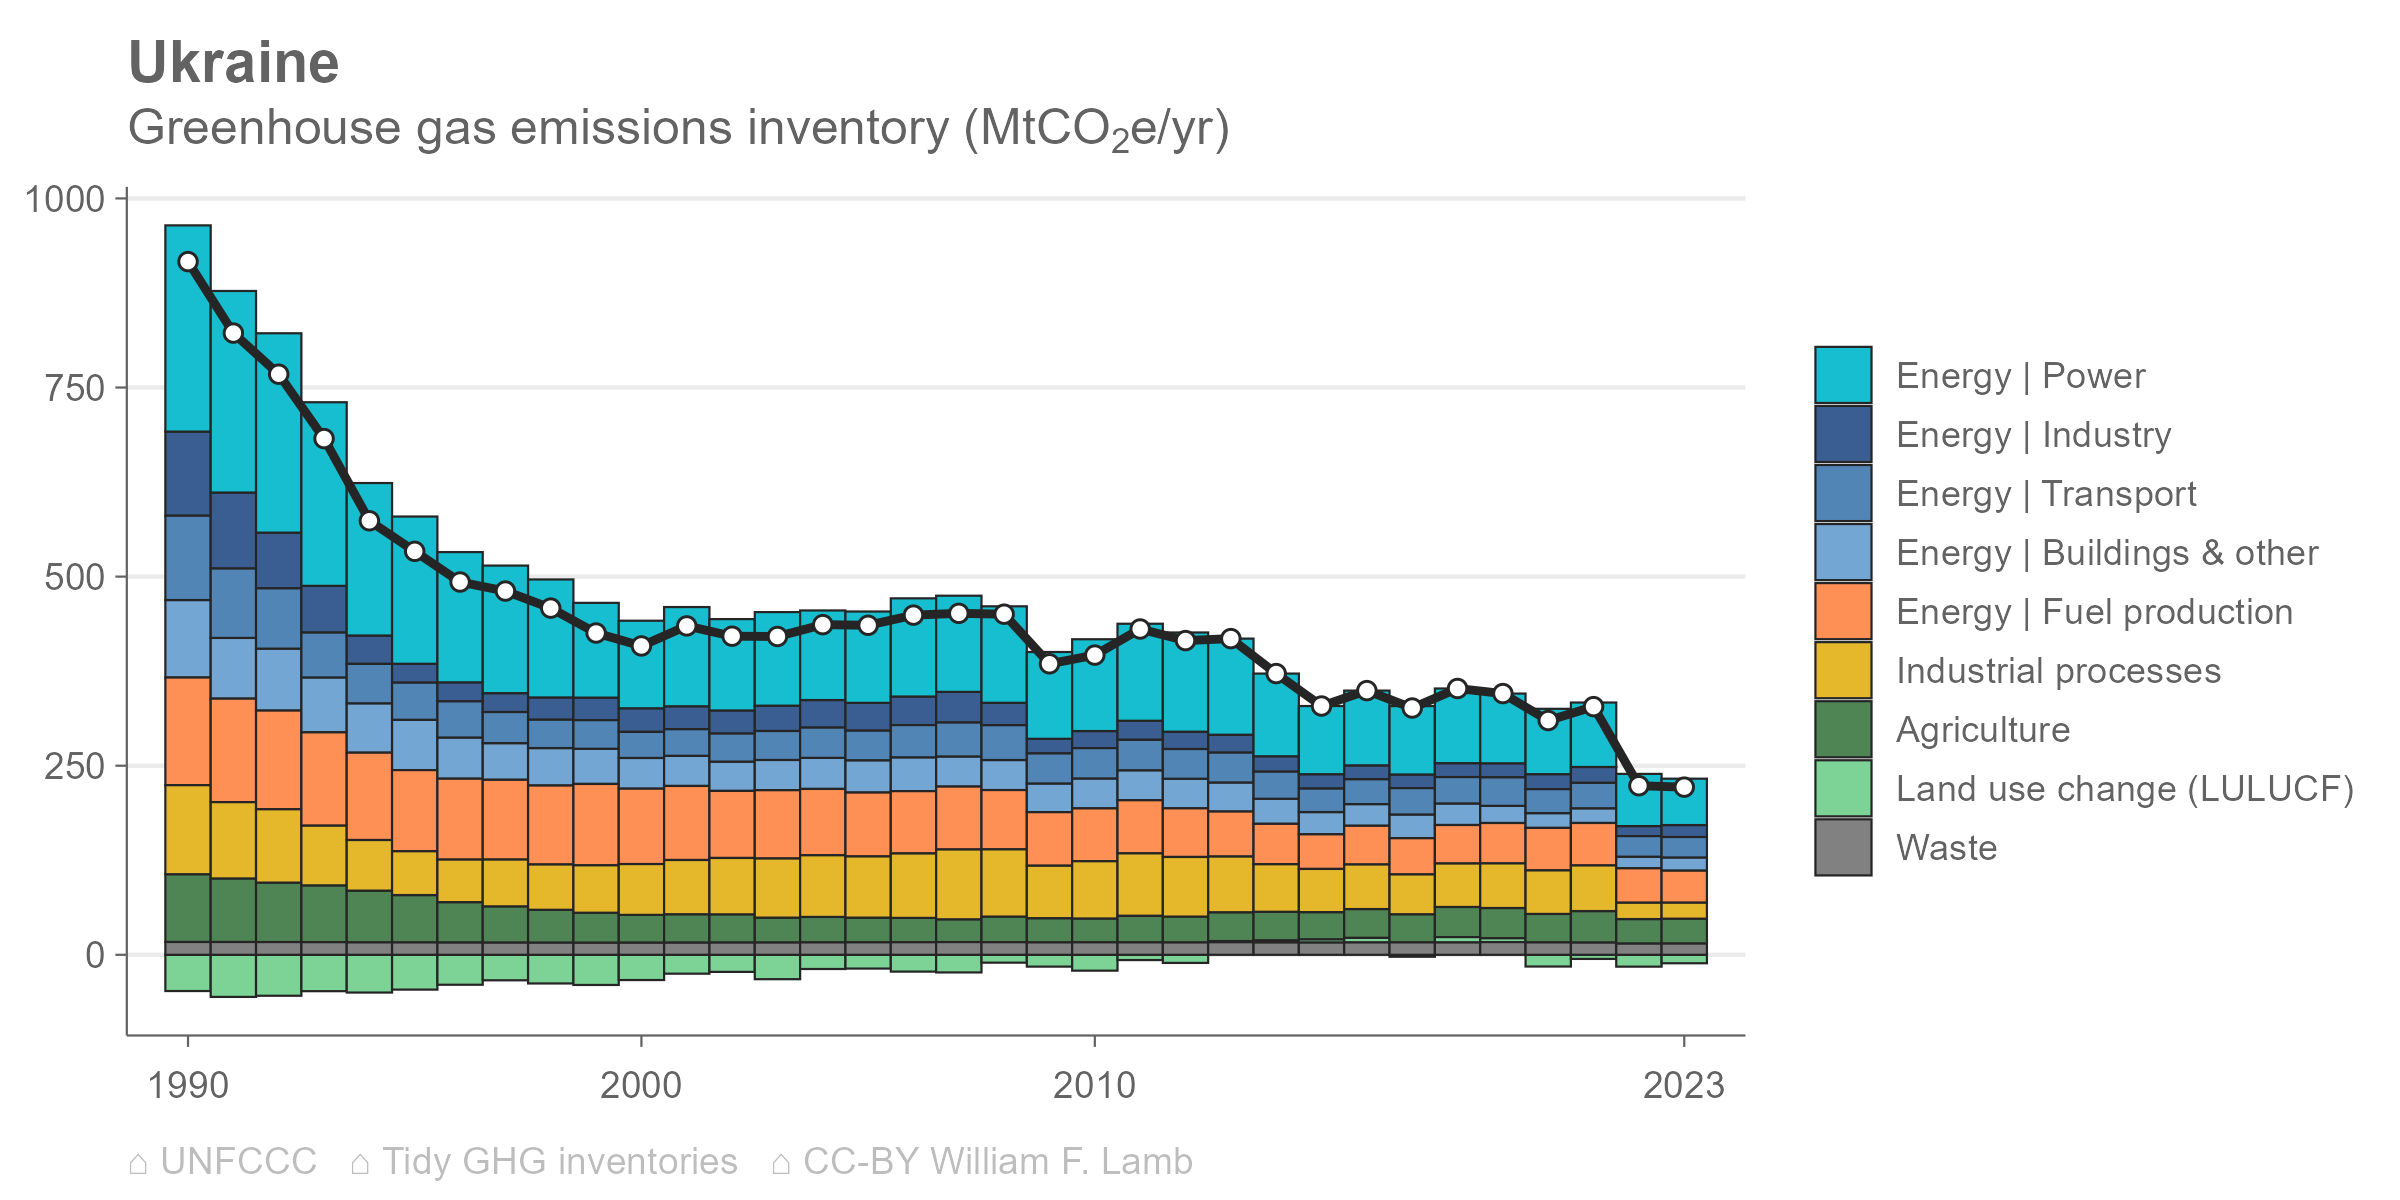 Ukraine
Greenhouse gas emissions inventory (MtCO₂e/yr)
1000
750
500
250
0
1990
2000
2010
2023
Energy | Power
Energy | Industry
Energy | Transport
Energy | Buildings & other
Energy | Fuel production
Industrial processes
Agriculture
Land use change (LULUCF)
Waste
⌂ UNFCCC ⌂ Tidy GHG inventories ⌂ CC-BY William F. Lamb